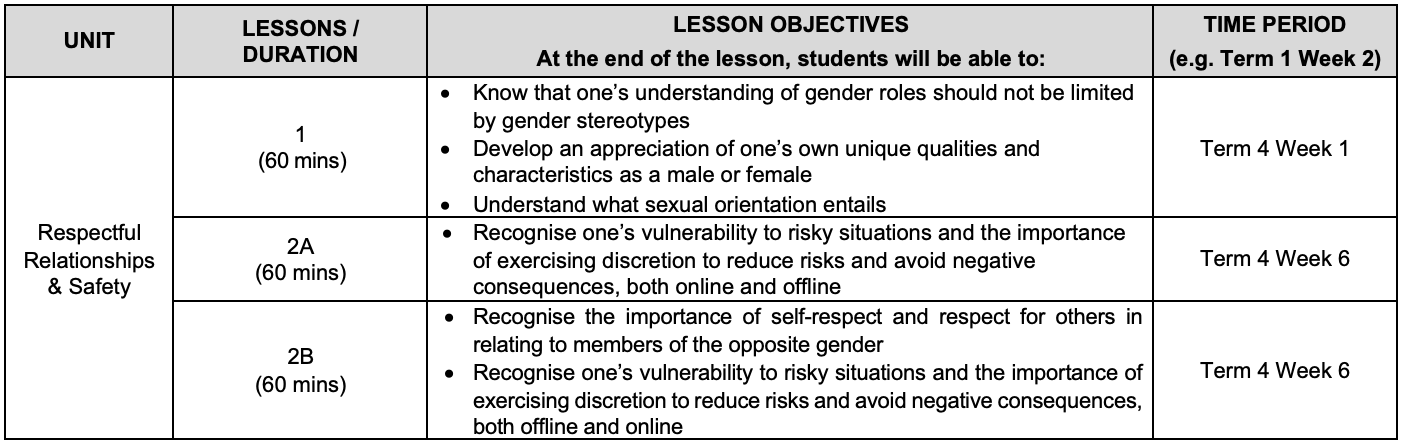 UNIT
LESSONS /
DURATION
LESSON OBJECTIVES
At the end of the lesson, students will be able to:
TIME PERIOD
(e.g. Term 1 Week 2)
Respectful
Relationships
& Safety
1
(60 mins)
• Know that one’s understanding of gender roles should not be limited
by gender stereotypes
• Develop an appreciation of one’s own unique qualities and
characteristics as a male or female
• Understand what sexual orientation entails
Term 4 Week 1
2A
(60 mins)
• Recognise one’s vulnerability to risky situations and the importance
of exercising discretion to reduce risks and avoid negative
consequences, both online and offline
Term 4 Week 6
2B
(60 mins)
• Recognise the importance of self-respect and respect for others in
relating to members of the opposite gender
• Recognise one’s vulnerability to risky situations and the importance of
exercising discretion to reduce risks and avoid negative consequences,
both offline and online
Term 4 Week 6